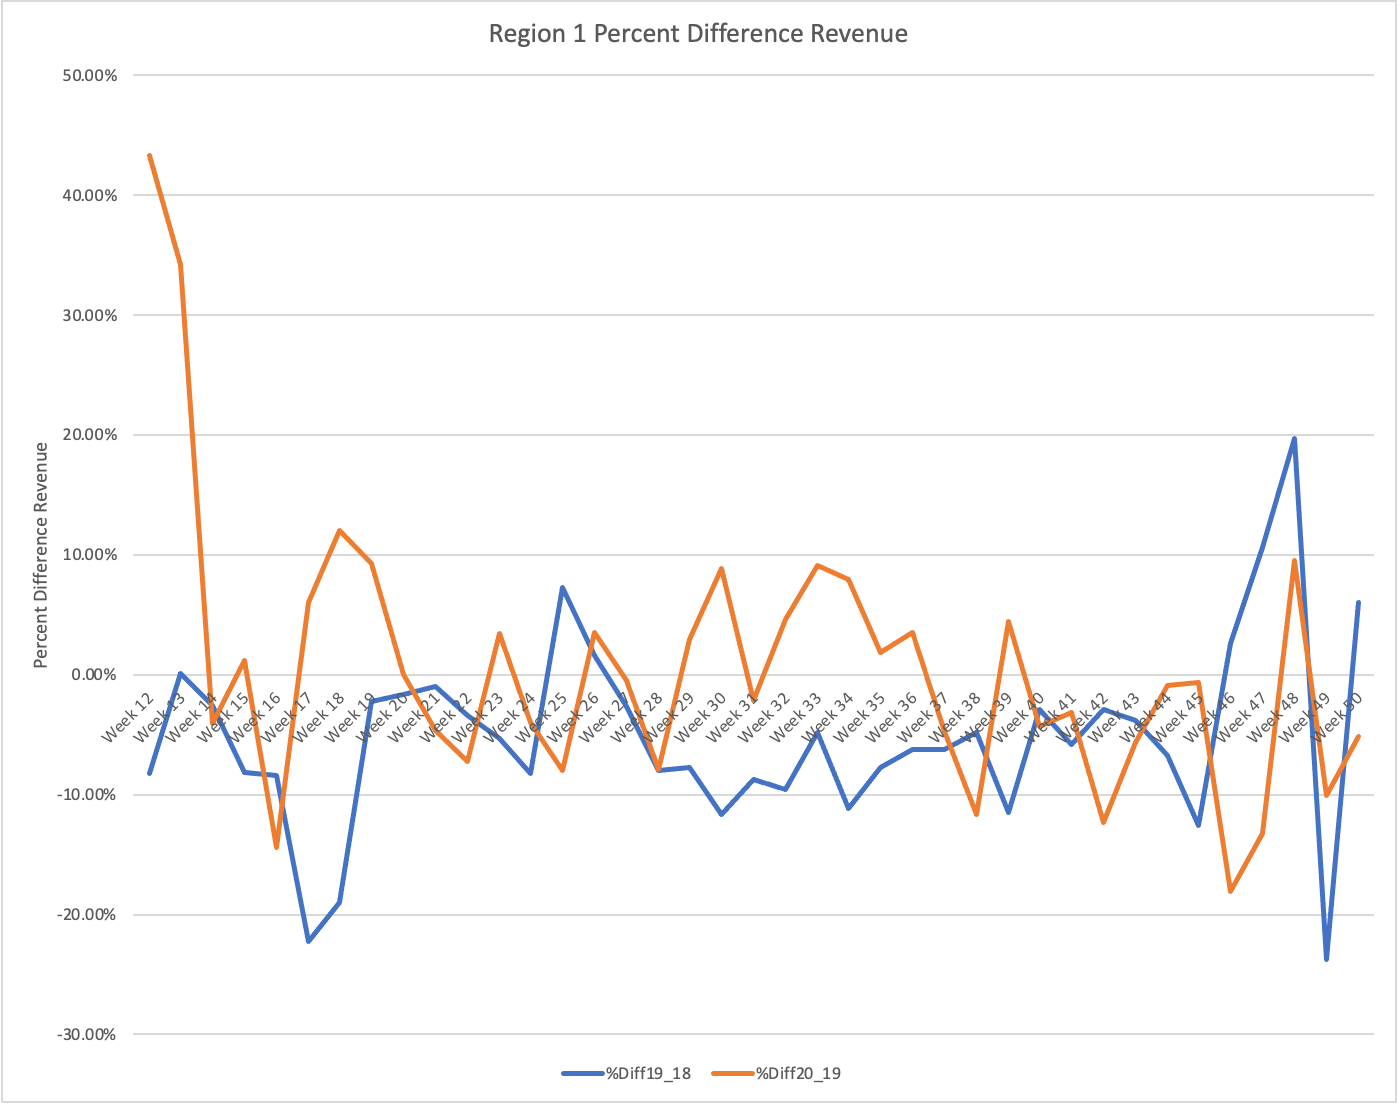 Region 1 Percent Difference Revenue
50.00%
40.00%
30.00%
20.00%
10.00%
0.00%
-10.00%
-20.00%
-30.00%
Percent Difference Revenue
Week 12
Week 13
Week 14
Week 15
Week 16
Week 17
Week 18
Week 19
Week 20
Week 21
Week 22
Week 23
Week 24
Week 25
Week 26
Week 27
Week 28
Week 29
Week 30
Week 31
Week 32
Week 33
Week 34
Week 35
Week 36
Week 37
Week 38
Week 39
Week 40
Week 41
Week 42
Week 43
Week 44
Week 45
Week 46
Week 47
Week 48
Week 49
Week 50
%Diff19_18
%Diff20_19